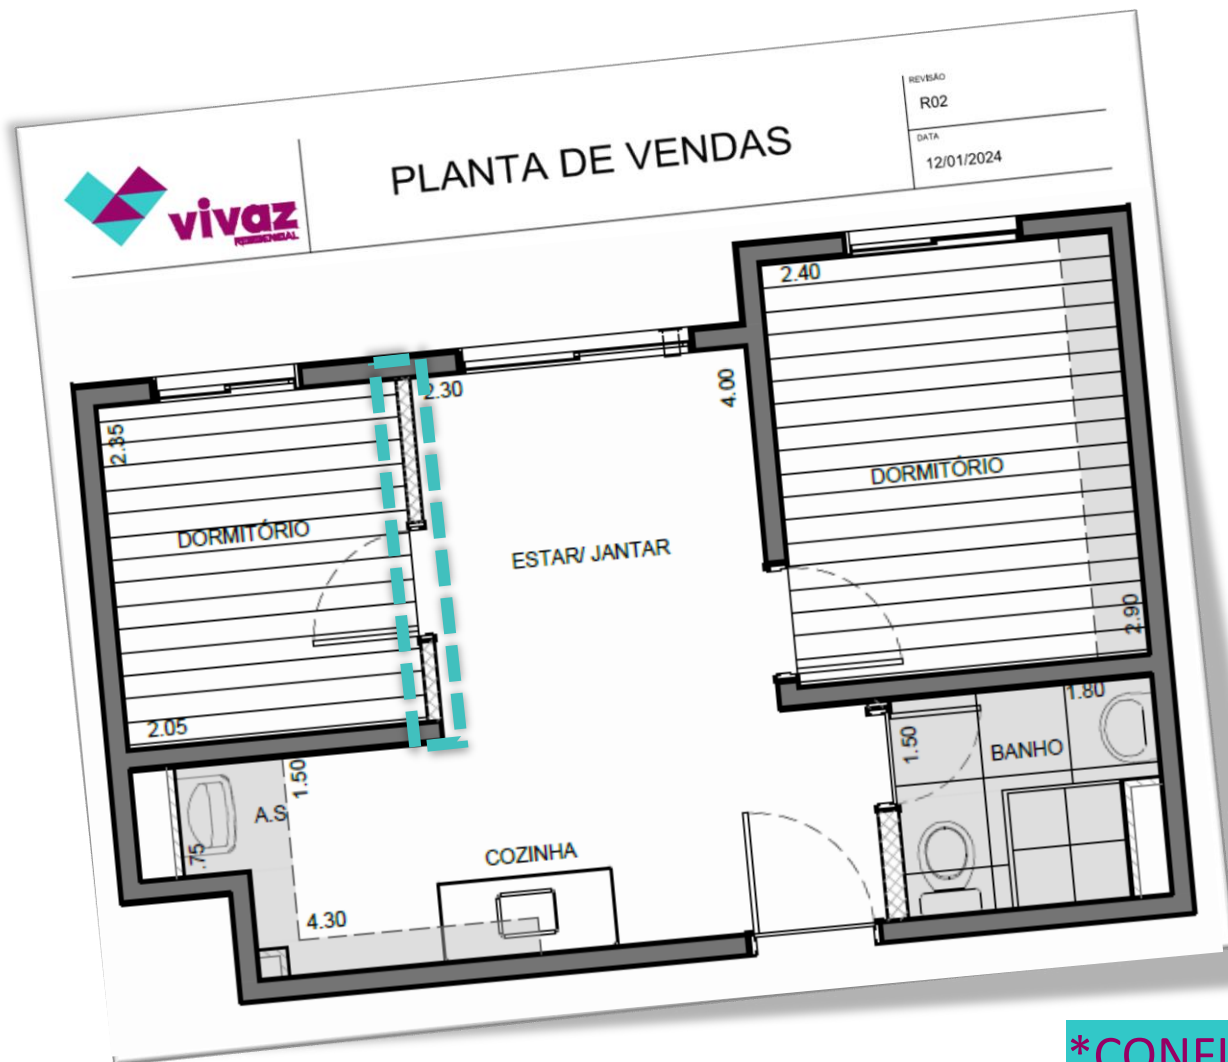 vivaz
RESIDENCIAL
PLANTA DE VENDAS
REVISÃO
R02
DATA
12/01/2024
2.40
2.30
4.00
2.35
DORMITÓRIO
DORMITÓRIO
ESTAR/ JANTAR
2.90
2.05
1.80
1.50
BANHO
1.50
A.S
.75
COZINHA
4.30